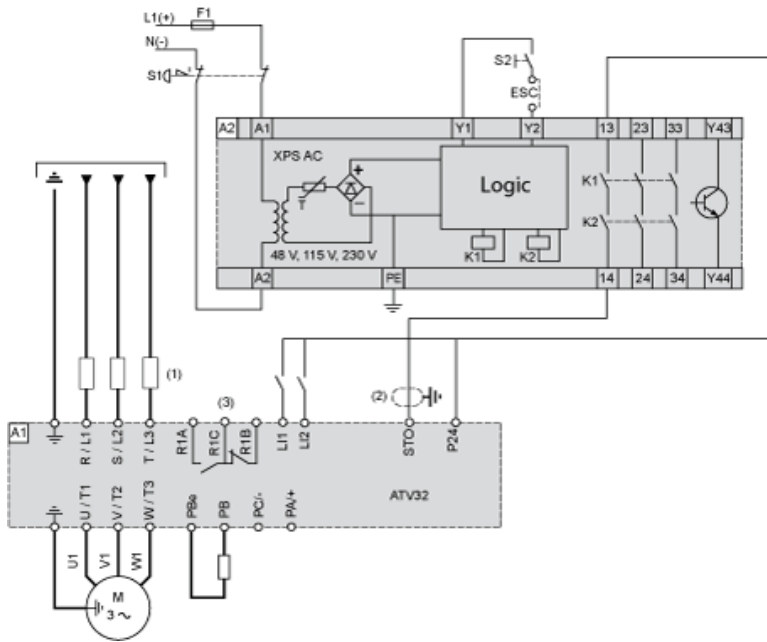 L1(+) F1
N(-)
S1
S2
ESC
A2 A1 Y1 Y2 13 23 33 Y43
XPS AC
T
+
−
Logic
K1
K2
48 V, 115 V, 230 V
K1 K2
A2 PE 14 24 34 Y44
(1)
(2)
(3)
A1
R / L1
S / L2
T / L3
R1A
R1C
R1B
LI1
LI2
STO
P24
ATV32
U / T1
V / T2
W / T3
PBe
PB
PC/-
PA/+
U1
V1
W1
M
3 ~